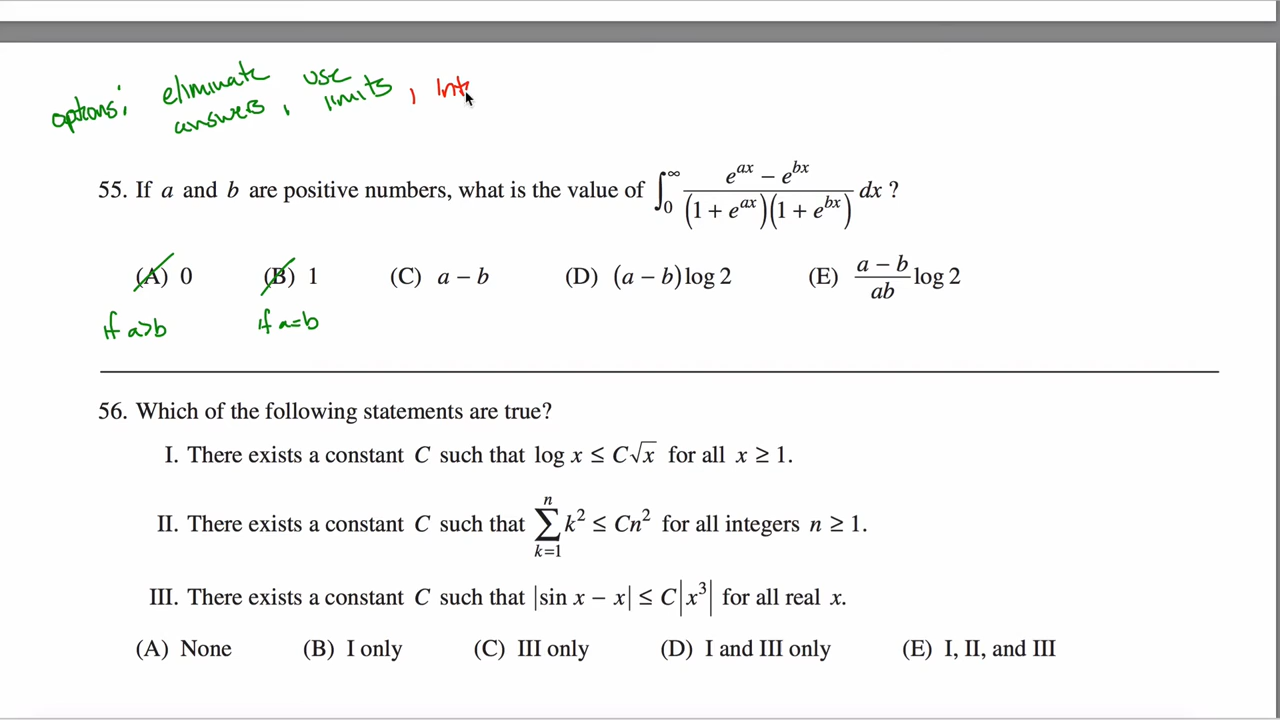 options: eliminate answers, use limits, Int
55. If a and b are positive numbers, what is the value of ∫₀^∞ (e^{ax} − e^{bx}) / ((1 + e^{ax})(1 + e^{bx})) dx ?
(A) 0 (B) 1 (C) a − b (D) (a − b) log 2 (E) (a − b)/(ab) log 2
If a>b If a=b
56. Which of the following statements are true?
I. There exists a constant C such that log x ≤ C√x for all x ≥ 1.
II. There exists a constant C such that ∑_{k=1}^{n} k² ≤ Cn² for all integers n ≥ 1.
III. There exists a constant C such that |sin x − x| ≤ C|x³| for all real x.
(A) None (B) I only (C) III only (D) I and III only (E) I, II, and III